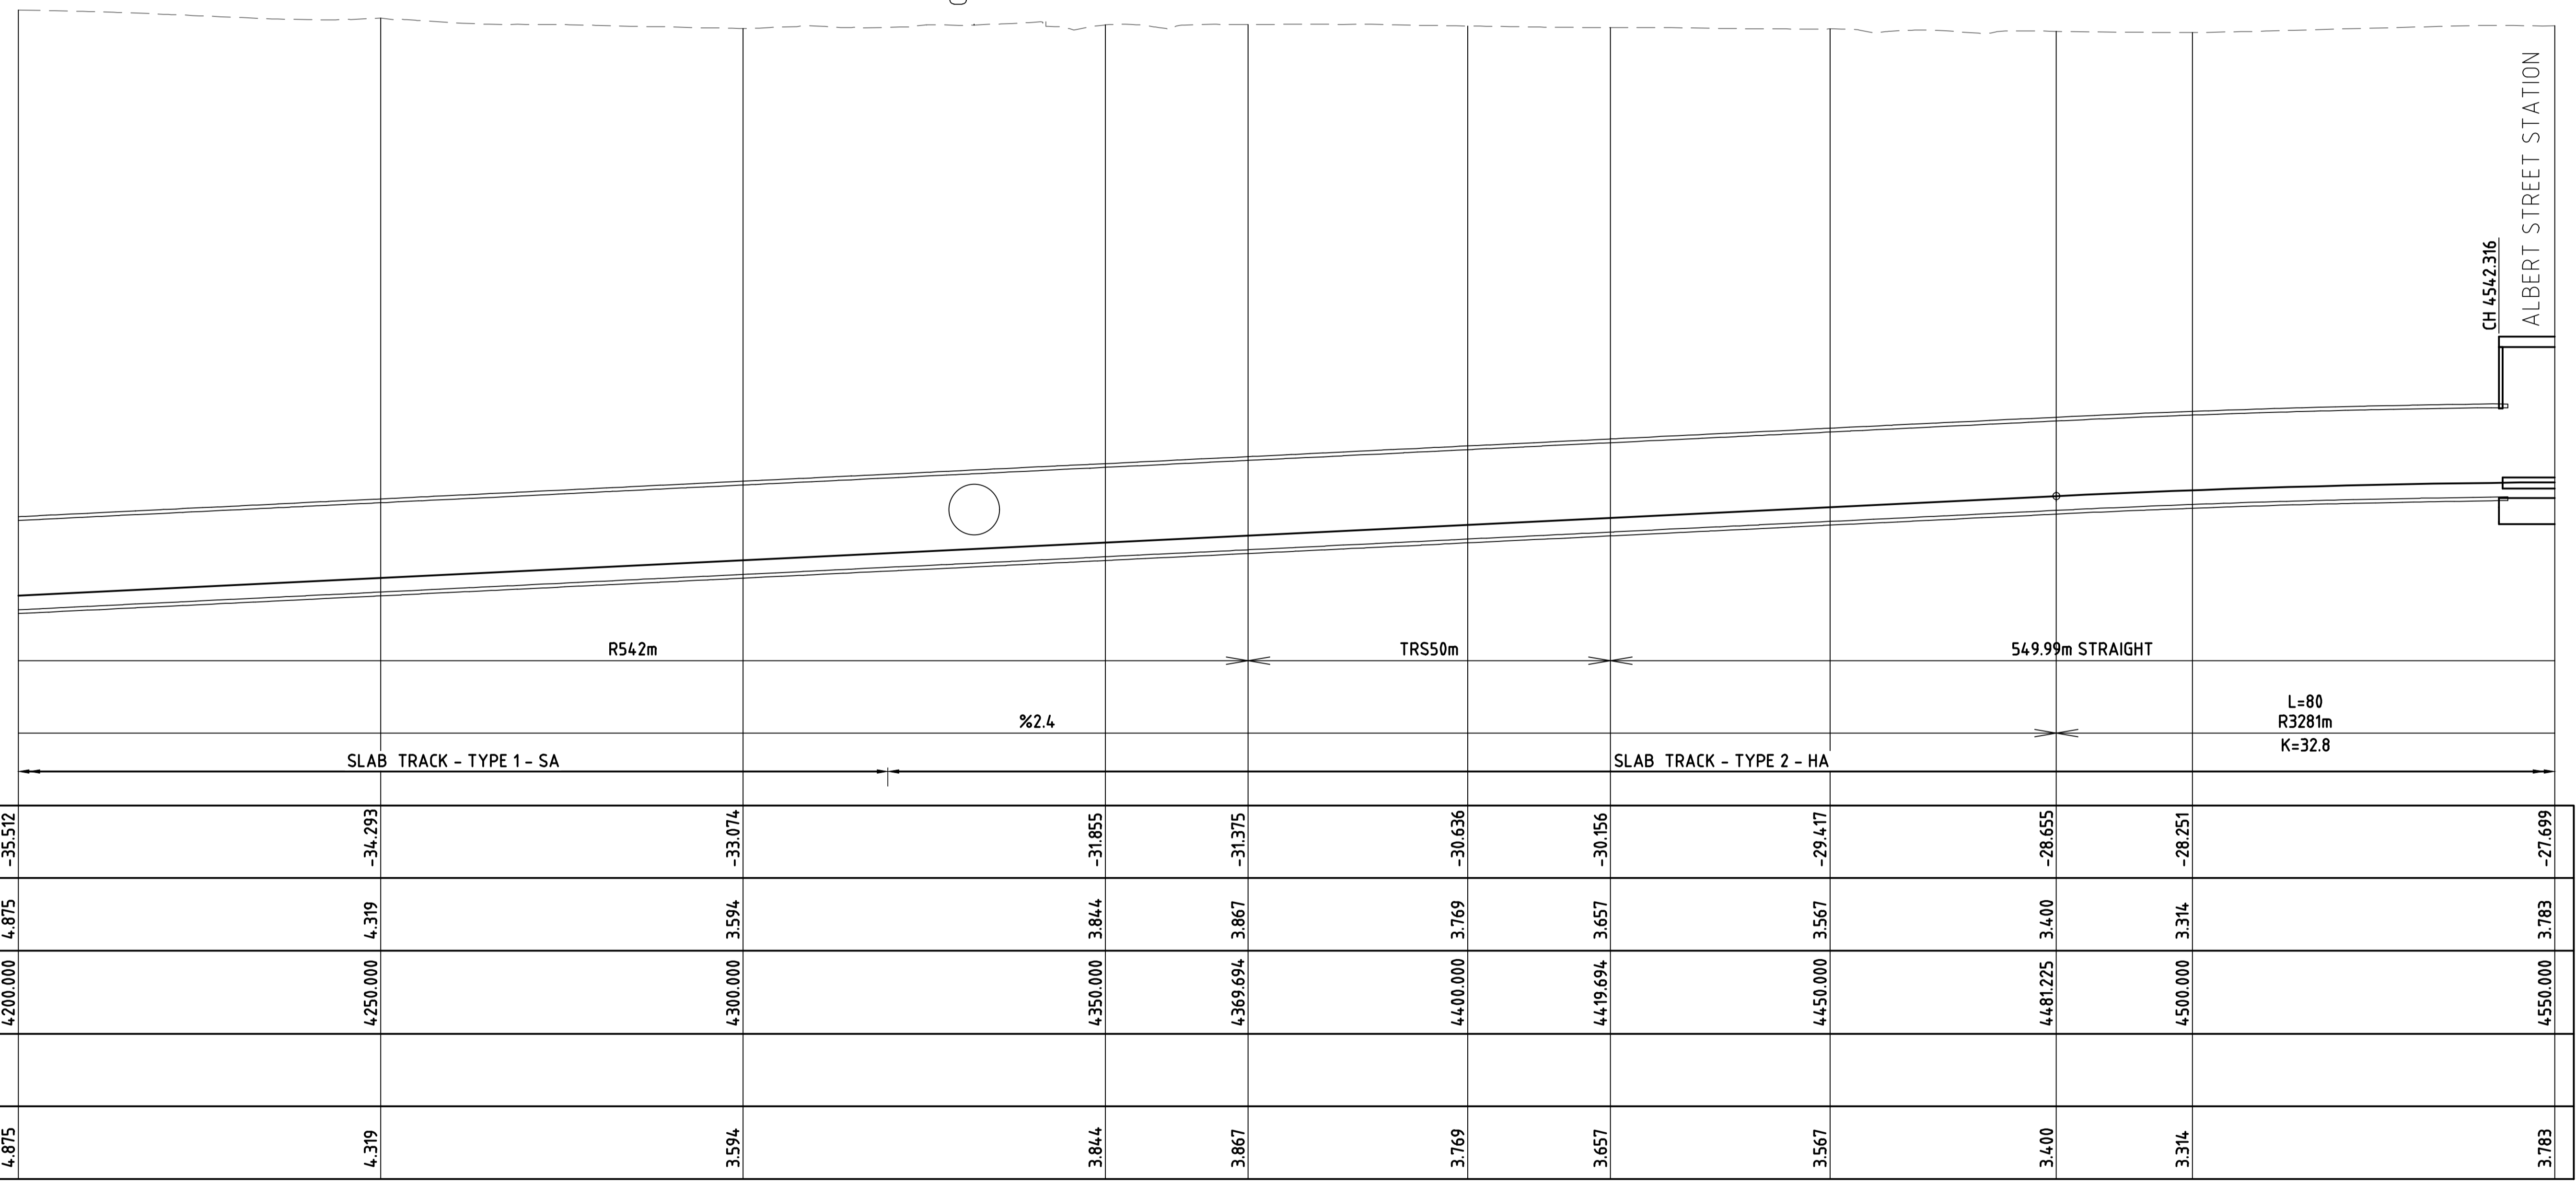 ALBERT STREET STATION
CH 4542.316
R542m
TRS50m
549.99m STRAIGHT
%2.4
L=80
R3281m
K=32.8
SLAB TRACK - TYPE 1 - SA
SLAB TRACK - TYPE 2 - HA
-35.512 -34.293 -33.074 -31.855 -31.375 -30.636 -30.156 -29.417 -28.655 -28.251 -27.699
4.875 4.319 3.594 3.844 3.867 3.769 3.657 3.567 3.400 3.314 3.783
4200.000 4250.000 4300.000 4350.000 4369.694 4400.000 4419.694 4450.000 4481.225 4500.000 4550.000
4.875 4.319 3.594 3.844 3.867 3.769 3.657 3.567 3.400 3.314 3.783